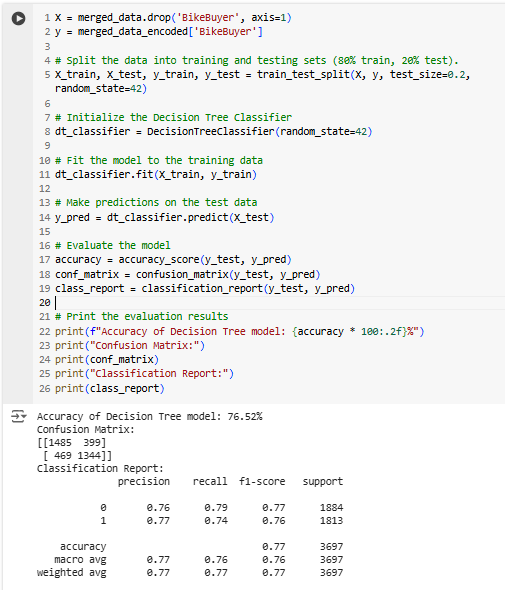 1 X = merged_data.drop('BikeBuyer', axis=1)
2 y = merged_data_encoded['BikeBuyer']
3
4 # Split the data into training and testing sets (80% train, 20% test).
5 X_train, X_test, y_train, y_test = train_test_split(X, y, test_size=0.2,
random_state=42)
6
7 # Initialize the Decision Tree Classifier
8 dt_classifier = DecisionTreeClassifier(random_state=42)
9
10 # Fit the model to the training data
11 dt_classifier.fit(X_train, y_train)
12
13 # Make predictions on the test data
14 y_pred = dt_classifier.predict(X_test)
15
16 # Evaluate the model
17 accuracy = accuracy_score(y_test, y_pred)
18 conf_matrix = confusion_matrix(y_test, y_pred)
19 class_report = classification_report(y_test, y_pred)
20
21 # Print the evaluation results
22 print(f"Accuracy of Decision Tree model: {accuracy * 100:.2f}%")
23 print("Confusion Matrix:")
24 print(conf_matrix)
25 print("Classification Report:")
26 print(class_report)
Accuracy of Decision Tree model: 76.52%
Confusion Matrix:
[[1485 399]
[ 469 1344]]
Classification Report:
precision recall f1-score support
0 0.76 0.79 0.77 1884
1 0.77 0.74 0.76 1813
accuracy 0.77 3697
macro avg 0.77 0.76 0.76 3697
weighted avg 0.77 0.77 0.77 3697